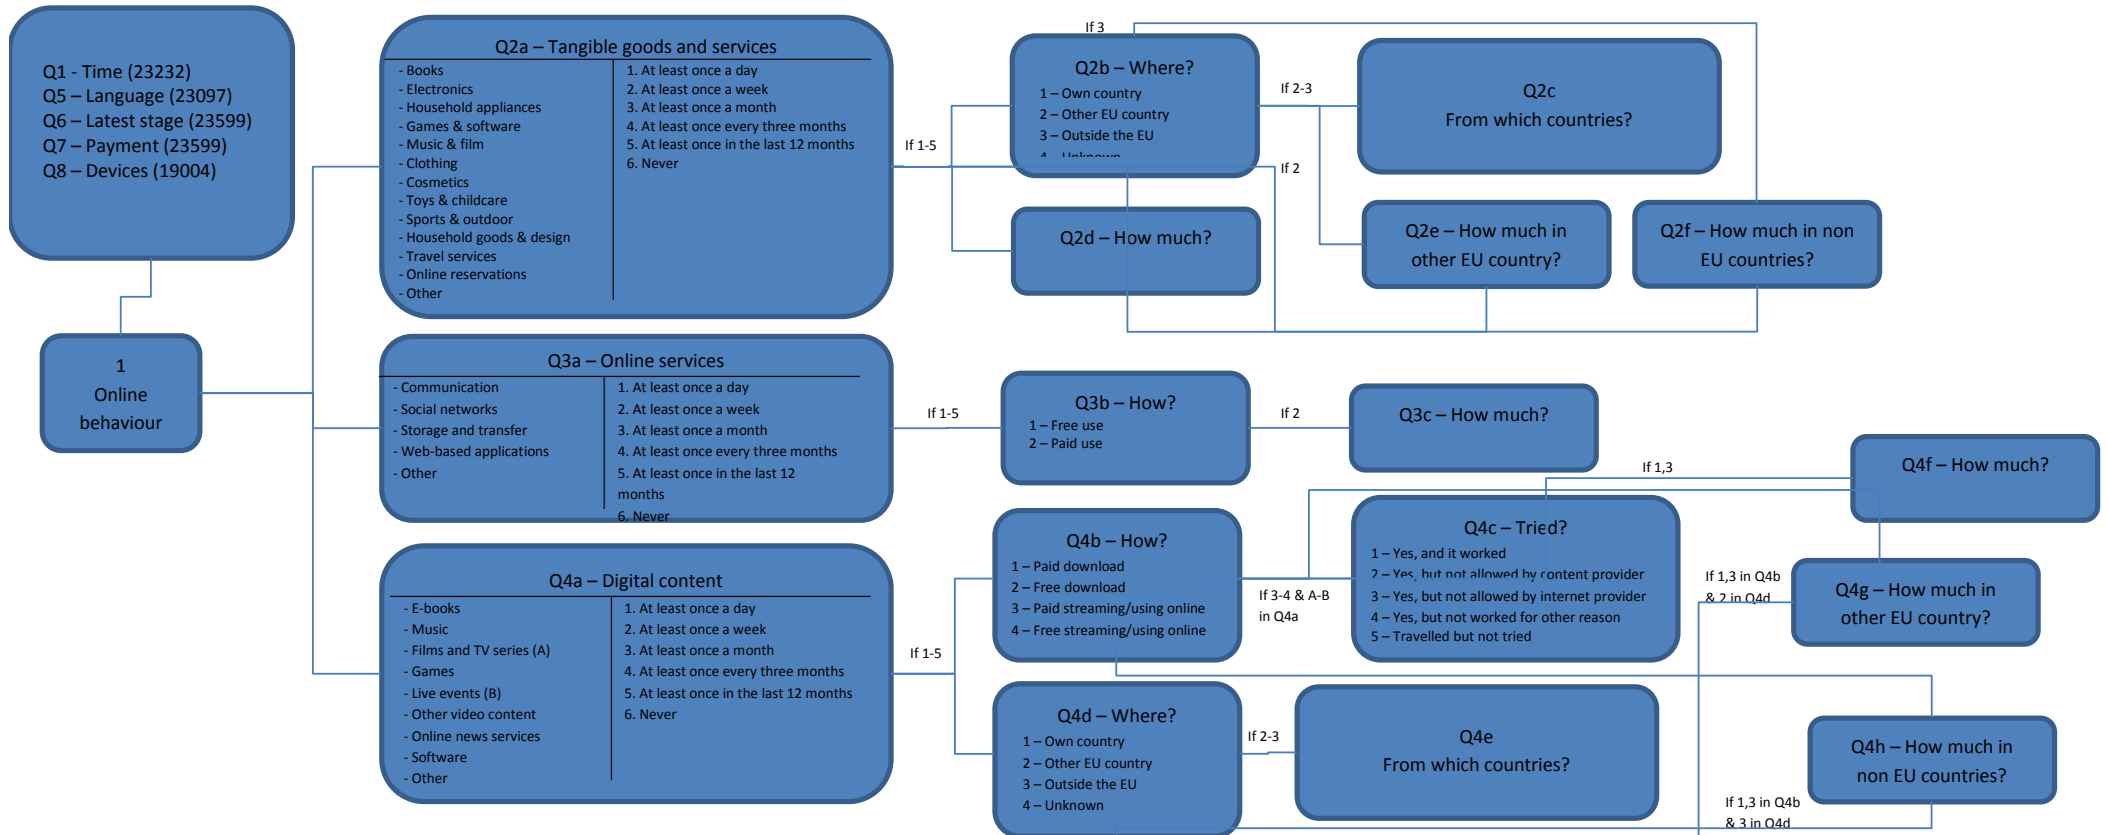 Q1 - Time (23232)
Q5 – Language (23097)
Q6 – Latest stage (23599)
Q7 – Payment (23599)
Q8 – Devices (19004)
1
Online
behaviour
Q2a – Tangible goods and services
- Books
- Electronics
- Household appliances
- Games & software
- Music & film
- Clothing
- Cosmetics
- Toys & childcare
- Sports & outdoor
- Household goods & design
- Travel services
- Online reservations
- Other
1. At least once a day
2. At least once a week
3. At least once a month
4. At least once every three months
5. At least once in the last 12 months
6. Never
If 1-5
Q2b – Where?
1 – Own country
2 – Other EU country
3 – Outside the EU
4 – Unknown
If 3
If 2-3
If 2
Q2c
From which countries?
Q2d – How much?
Q2e – How much in
other EU country?
Q2f – How much in non
EU countries?
Q3a – Online services
- Communication
- Social networks
- Storage and transfer
- Web-based applications
- Other
1. At least once a day
2. At least once a week
3. At least once a month
4. At least once every three months
5. At least once in the last 12
months
6. Never
If 1-5
Q3b – How?
1 – Free use
2 – Paid use
If 2
Q3c – How much?
Q4a – Digital content
- E-books
- Music
- Films and TV series (A)
- Games
- Live events (B)
- Other video content
- Online news services
- Software
- Other
1. At least once a day
2. At least once a week
3. At least once a month
4. At least once every three months
5. At least once in the last 12 months
6. Never
If 1-5
Q4b – How?
1 – Paid download
2 – Free download
3 – Paid streaming/using online
4 – Free streaming/using online
If 3-4 & A-B
in Q4a
Q4c – Tried?
1 – Yes, and it worked
2 – Yes, but not allowed by content provider
3 – Yes, but not allowed by internet provider
4 – Yes, but not worked for other reason
5 – Travelled but not tried
If 1,3
Q4f – How much?
If 1,3 in Q4b
& 2 in Q4d
Q4g – How much in
other EU country?
Q4d – Where?
1 – Own country
2 – Other EU country
3 – Outside the EU
4 – Unknown
If 2-3
Q4e
From which countries?
Q4h – How much in
non EU countries?
If 1,3 in Q4b
& 3 in Q4d